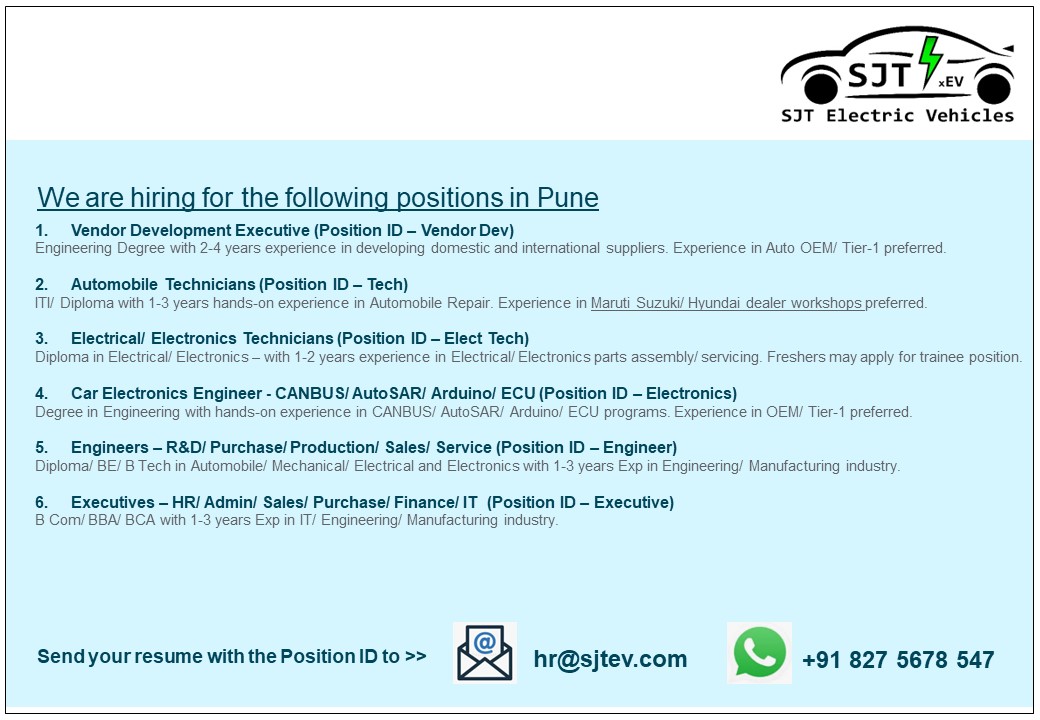 SJT
xEV
SJT Electric Vehicles
We are hiring for the following positions in Pune
1. Vendor Development Executive (Position ID – Vendor Dev)
Engineering Degree with 2-4 years experience in developing domestic and international suppliers. Experience in Auto OEM/ Tier-1 preferred.
2. Automobile Technicians (Position ID – Tech)
ITI/ Diploma with 1-3 years hands-on experience in Automobile Repair. Experience in Maruti Suzuki/ Hyundai dealer workshops preferred.
3. Electrical/ Electronics Technicians (Position ID – Elect Tech)
Diploma in Electrical/ Electronics – with 1-2 years experience in Electrical/ Electronics parts assembly/ servicing. Freshers may apply for trainee position.
4. Car Electronics Engineer - CANBUS/ AutoSAR/ Arduino/ ECU (Position ID – Electronics)
Degree in Engineering with hands-on experience in CANBUS/ AutoSAR/ Arduino/ ECU programs. Experience in OEM/ Tier-1 preferred.
5. Engineers – R&D/ Purchase/ Production/ Sales/ Service (Position ID – Engineer)
Diploma/ BE/ B Tech in Automobile/ Mechanical/ Electrical and Electronics with 1-3 years Exp in Engineering/ Manufacturing industry.
6. Executives – HR/ Admin/ Sales/ Purchase/ Finance/ IT (Position ID – Executive)
B Com/ BBA/ BCA with 1-3 years Exp in IT/ Engineering/ Manufacturing industry.
Send your resume with the Position ID to >> @ hr@sjtev.com +91 827 5678 547